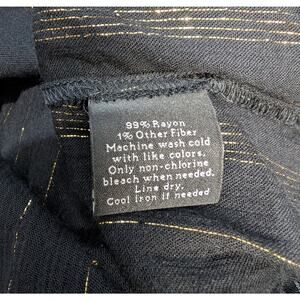 99% Rayon
1% Other Fiber
Machine wash cold
with like colors.
Only non-chlorine
bleach when needed.
Line dry.
Cool Iron if needed